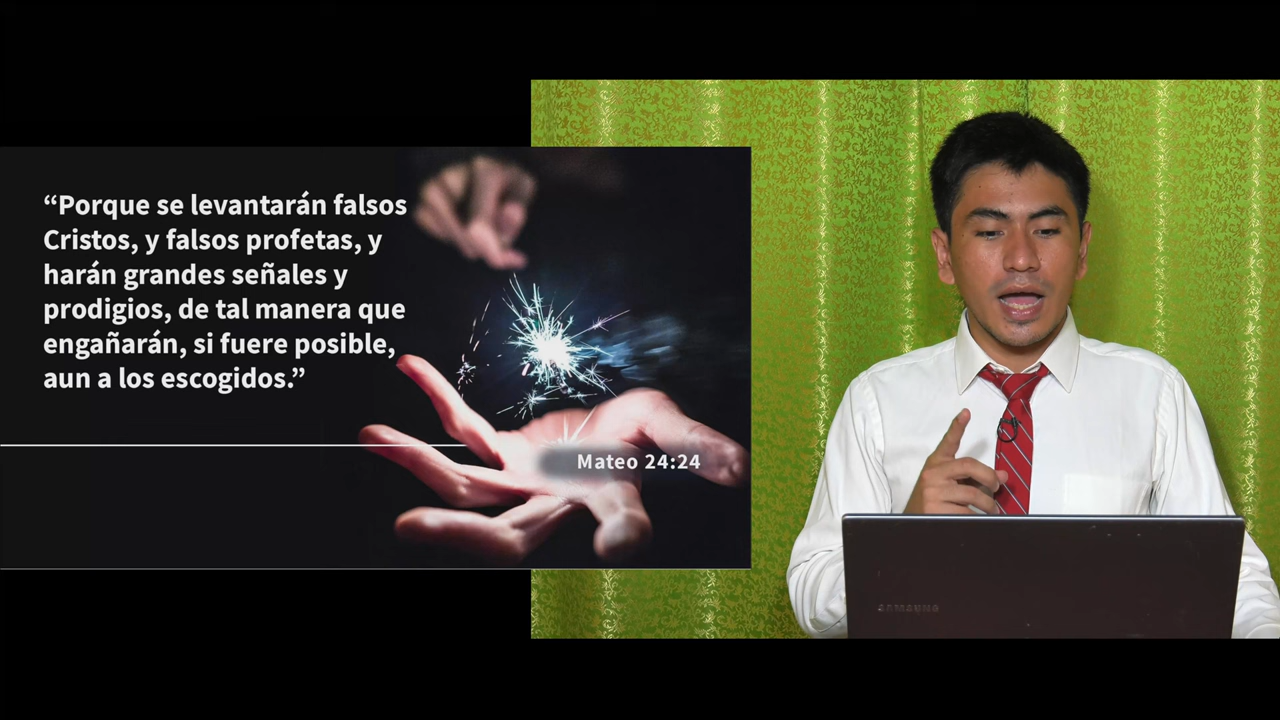 “Porque se levantarán falsos
Cristos, y falsos profetas, y
harán grandes señales y
prodigios, de tal manera que
engañarán, si fuere posible,
aun a los escogidos.”
Mateo 24:24
SAMSUNG